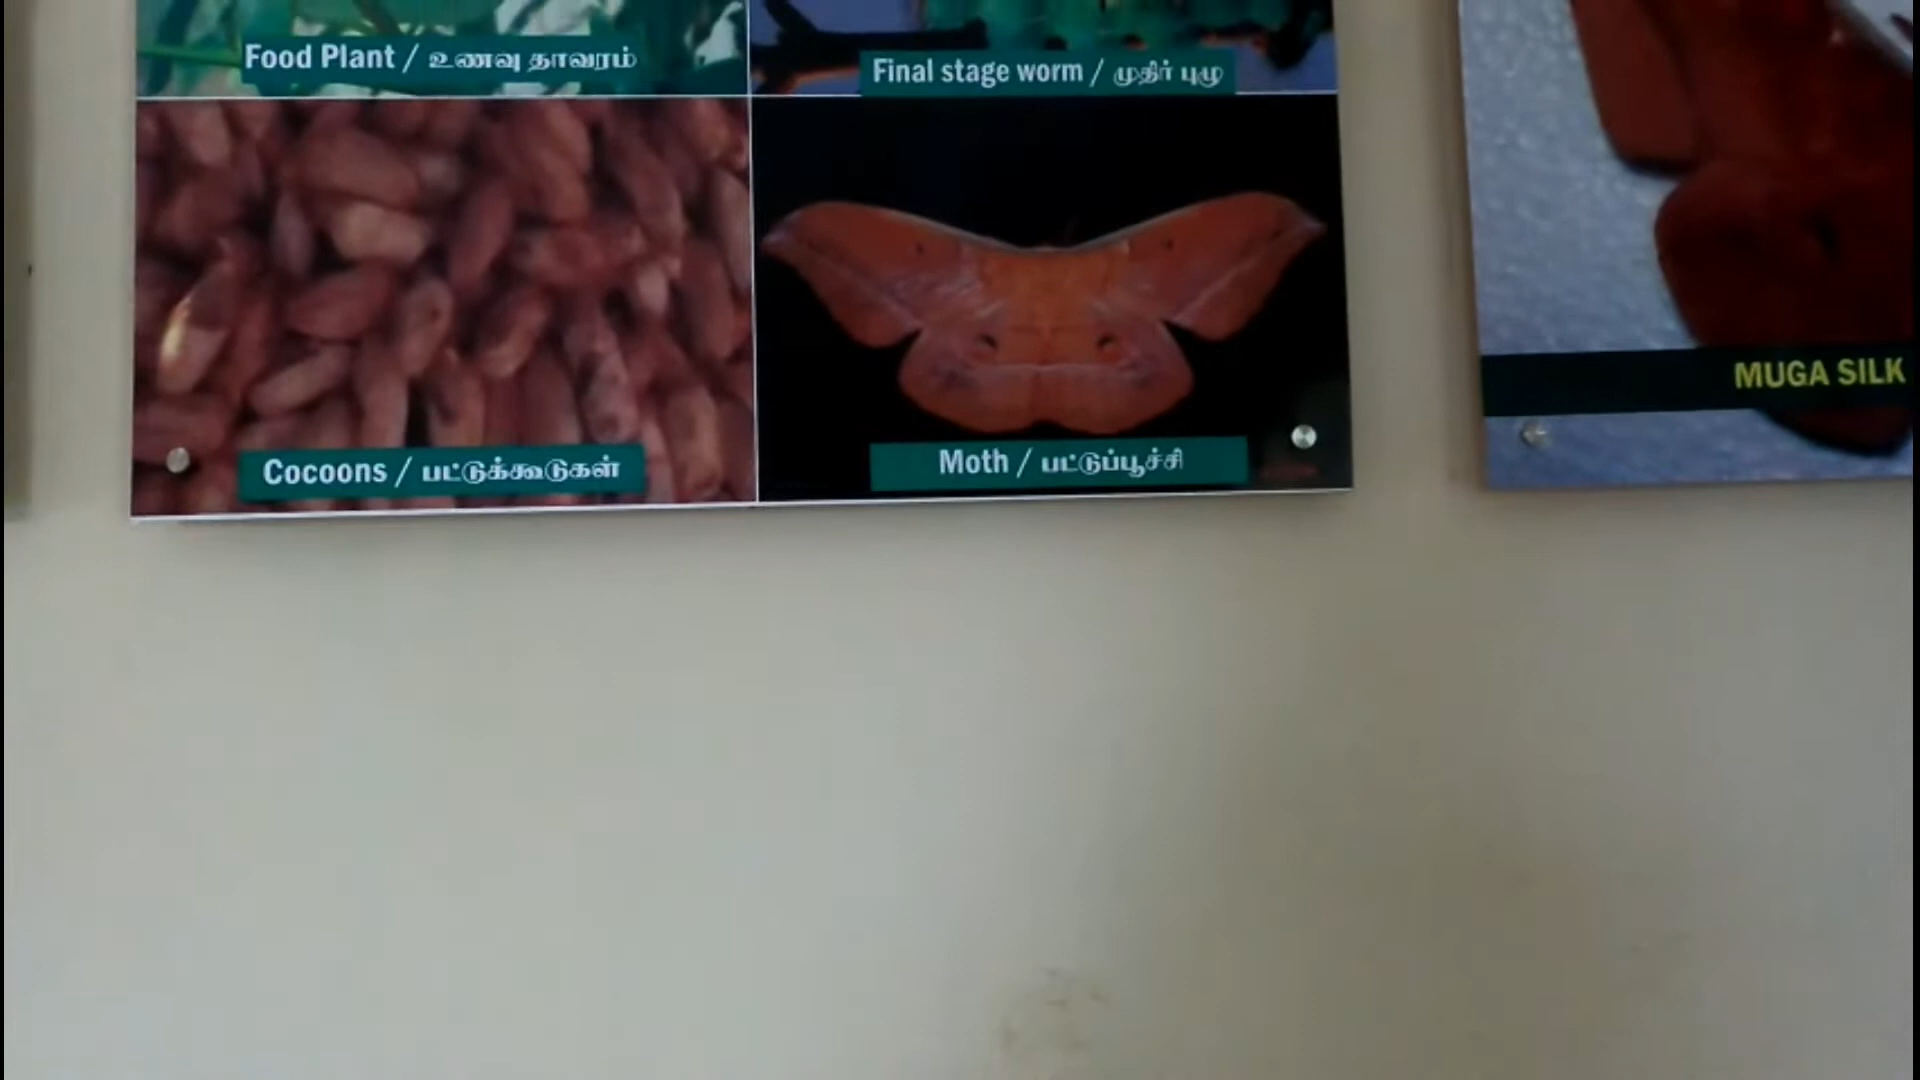 Food Plant / உணவு தாவரம்
Final stage worm / முதிர் புழு
Cocoons / பட்டுக்கூடுகள்
Moth / பட்டுப்பூச்சி
MUGA SILK